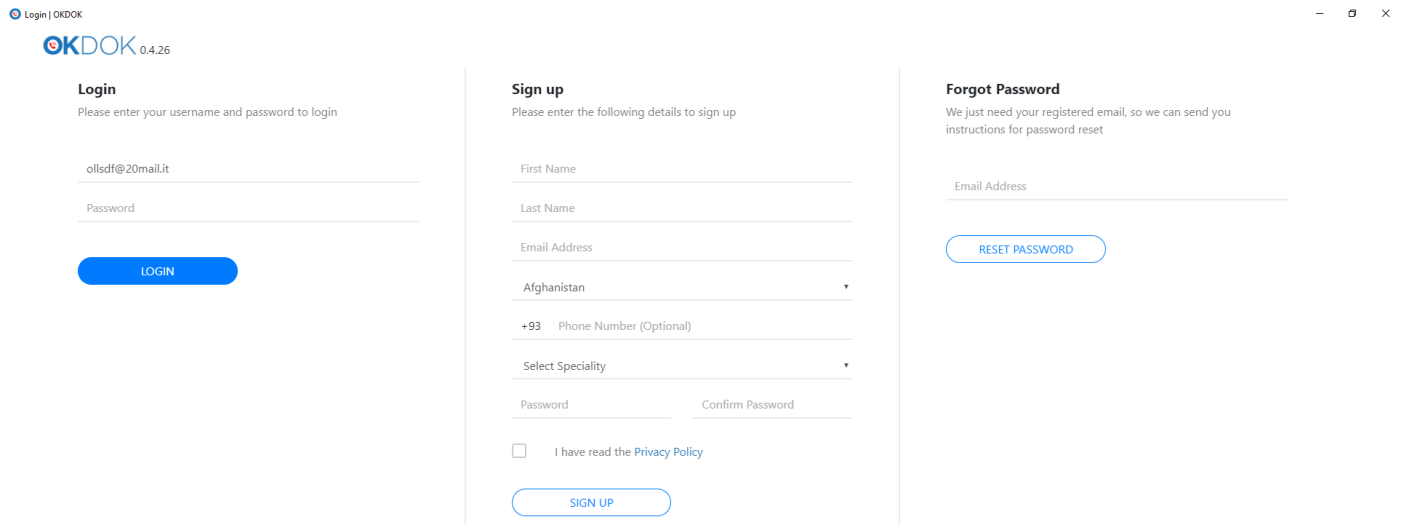 Login | OKDOK
OKDOK 0.4.26
Login
Please enter your username and password to login
ollsdf@20mail.it
Password
LOGIN
Sign up
Please enter the following details to sign up
First Name
Last Name
Email Address
Afghanistan
+93 Phone Number (Optional)
Select Speciality
Password Confirm Password
I have read the Privacy Policy
SIGN UP
Forgot Password
We just need your registered email, so we can send you
instructions for password reset
Email Address
RESET PASSWORD